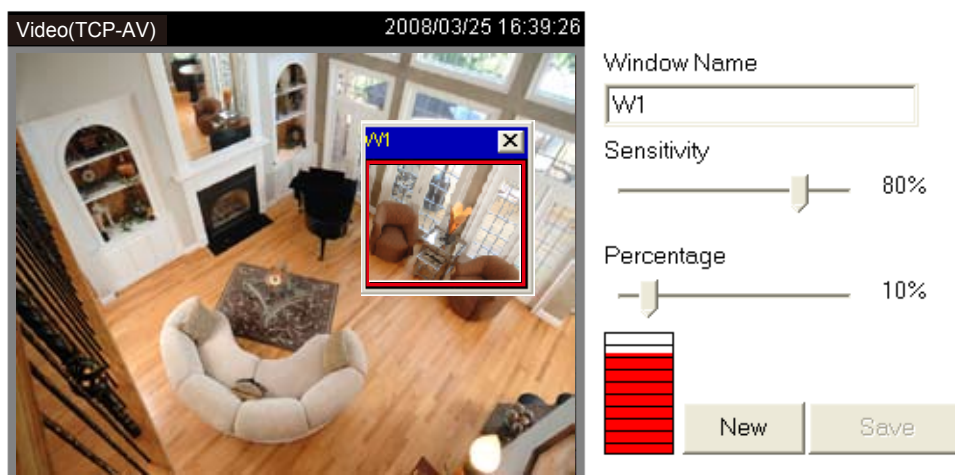 Video(TCP-AV) 2008/03/25 16:39:26
W1
Window Name
W1
Sensitivity
80%
Percentage
10%
New Save